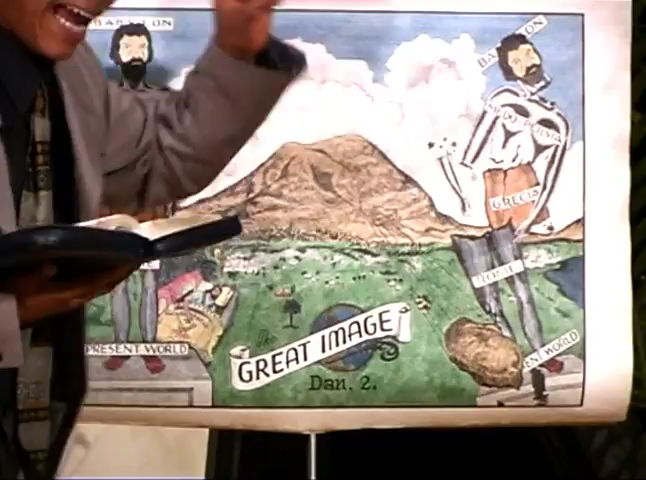 BABYLON
BABYLON
MEDO-PERSIA
GRECIA
ROME
PRESENT WORLD
ENT WORLD
The
GREAT IMAGE
Dan. 2.